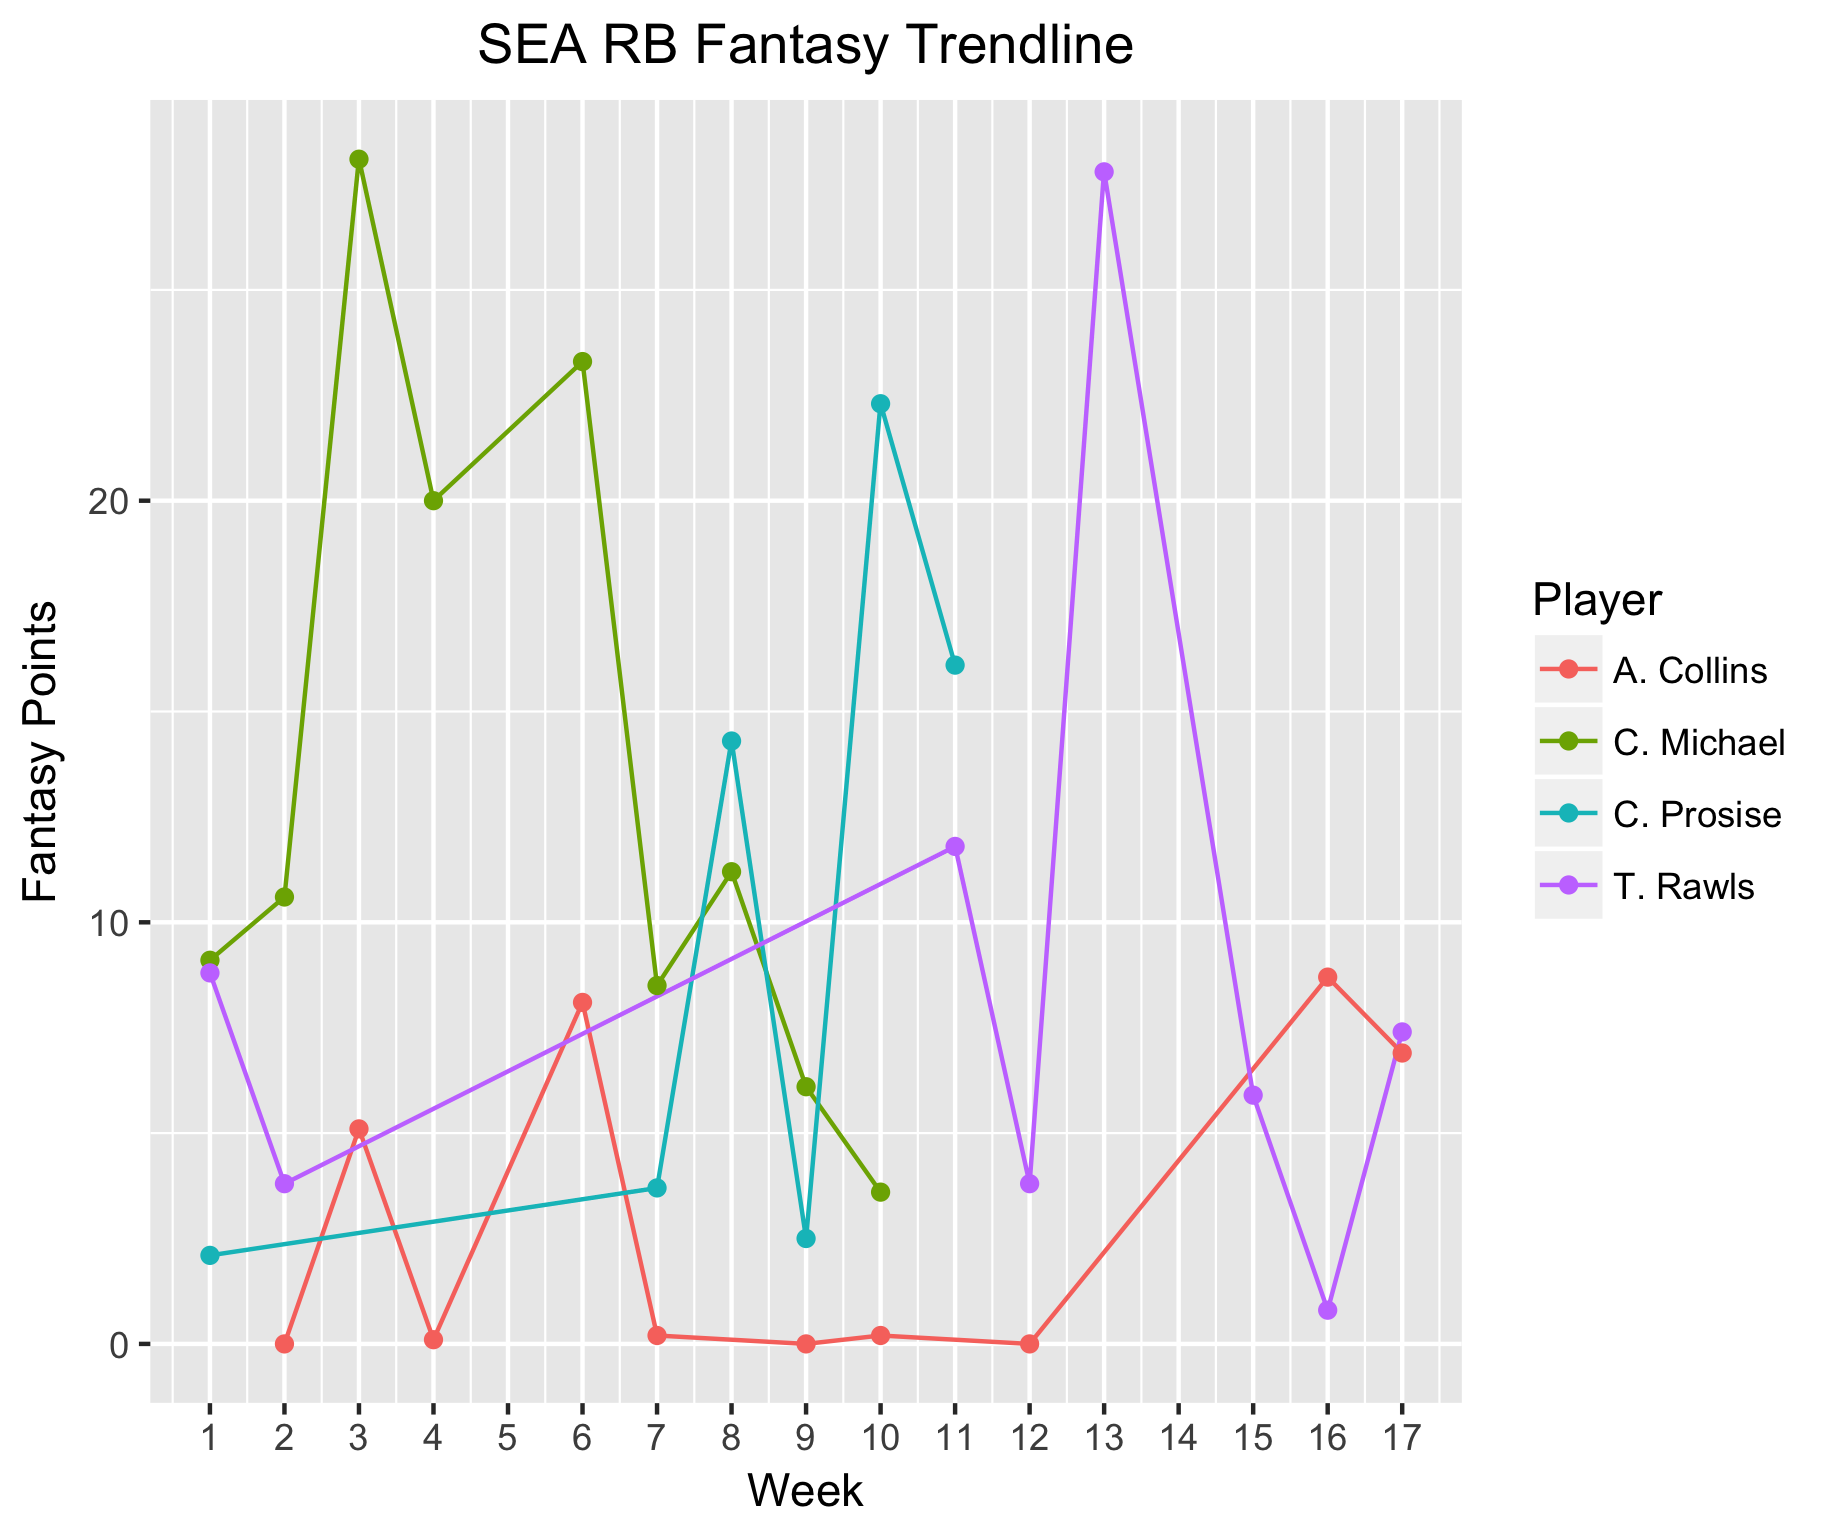 SEA RB Fantasy Trendline
Fantasy Points
20
10
0
1 2 3 4 5 6 7 8 9 10 11 12 13 14 15 16 17
Week
Player
A. Collins
C. Michael
C. Prosise
T. Rawls